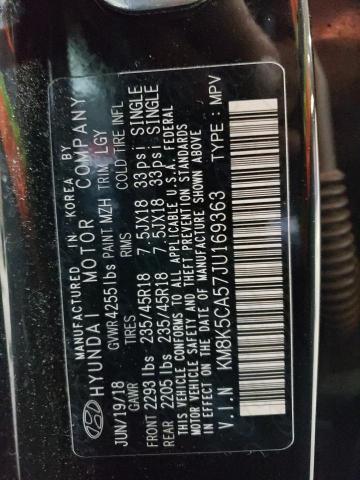 MANUFACTURED IN KOREA BY
HYUNDAI MOTOR COMPANY
JUN/19/18 GVWR 4255lbs PAINT MZH TRIM LGY
GAWR TIRES RIMS COLD TIRE INFL
FRONT 2293 lbs 235/45R18 7.5JX18 33psi SINGLE
REAR 2205 lbs 235/45R18 7.5JX18 33psi SINGLE
THIS VEHICLE CONFORMS TO ALL APPLICABLE U.S.A. FEDERAL
MOTOR VEHICLE SAFETY AND THEFT PREVENTION STANDARDS
IN EFFECT ON THE DATE OF MANUFACTURE SHOWN ABOVE
V.I.N KM8K5CA57JU169363 TYPE : MPV